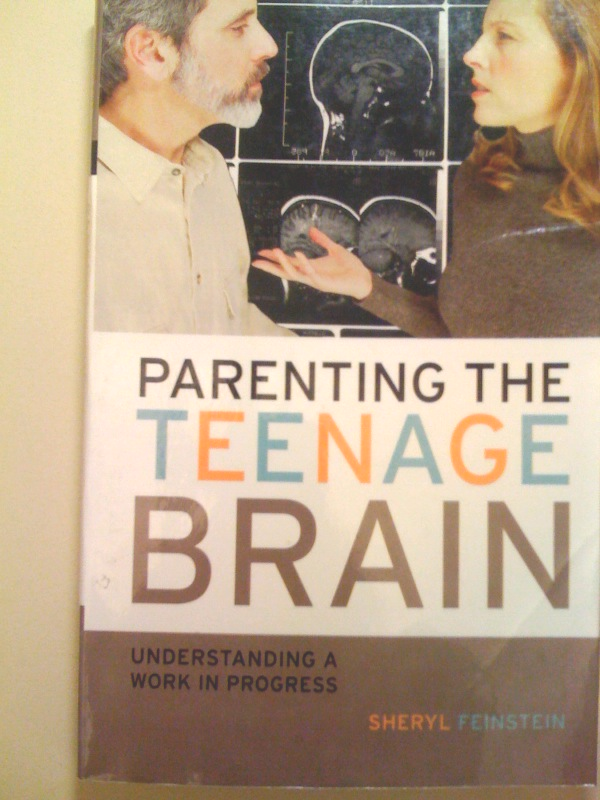 PARENTING THE
TEENAGE
BRAIN
UNDERSTANDING A
WORK IN PROGRESS
SHERYL FEINSTEIN